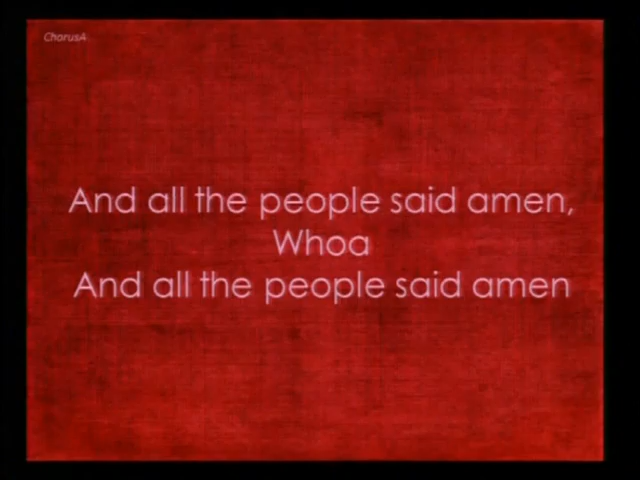 ChorusA
And all the people said amen,
Whoa
And all the people said amen